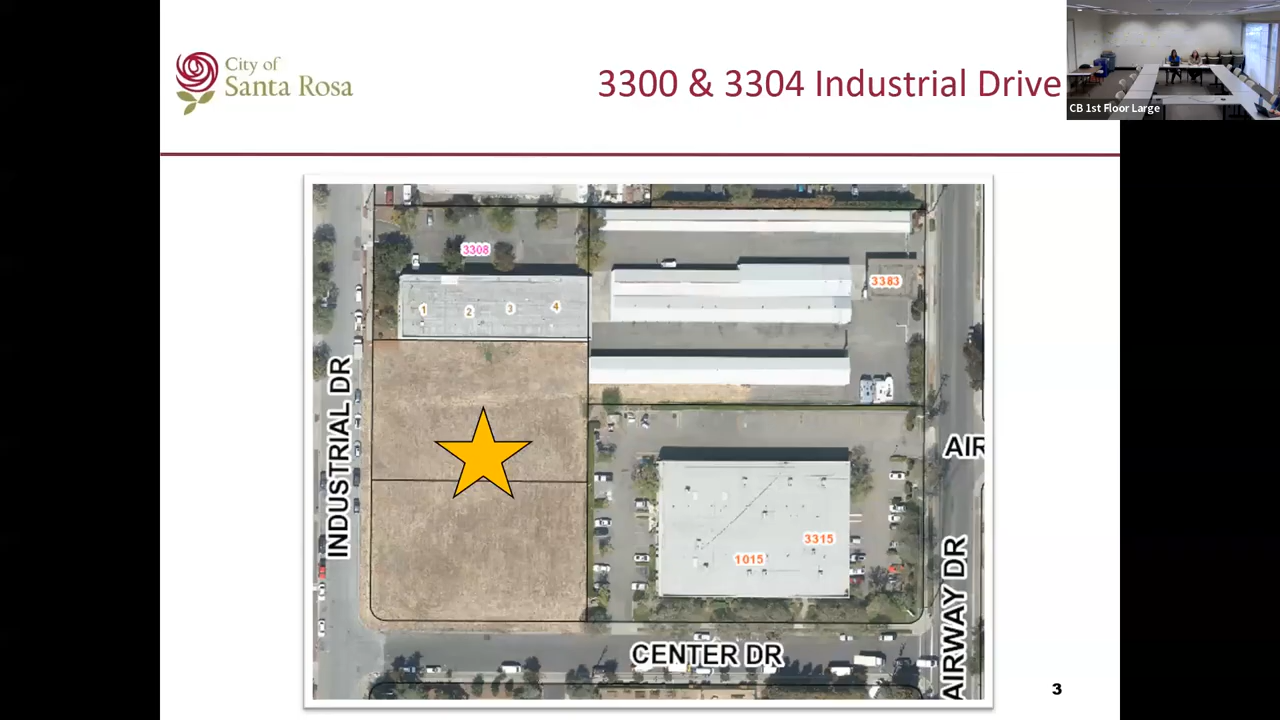 City of
Santa Rosa
3300 & 3304 Industrial Drive
CB 1st Floor Large
3308
1
2
3
4
3383
INDUSTRIAL DR
AIR
3315
1015
CENTER DR
AIRWAY DR
3